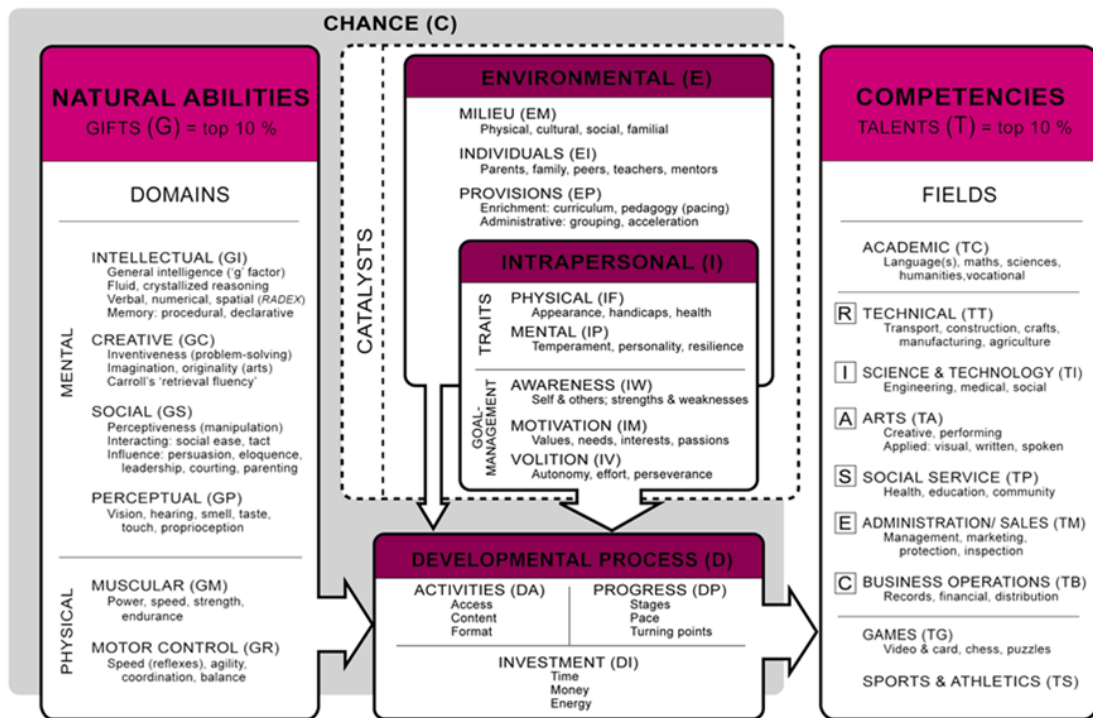 CHANCE (C)
NATURAL ABILITIES
GIFTS (G) = top 10 %
DOMAINS
MENTAL
INTELLECTUAL (GI)
General intelligence ('g' factor)
Fluid, crystallized reasoning
Verbal, numerical, spatial (RADEX)
Memory: procedural, declarative
CREATIVE (GC)
Inventiveness (problem-solving)
Imagination, originality (arts)
Carroll's 'retrieval fluency'
SOCIAL (GS)
Perceptiveness (manipulation)
Interacting: social ease, tact
Influence: persuasion, eloquence,
leadership, courting, parenting
PERCEPTUAL (GP)
Vision, hearing, smell, taste,
touch, proprioception
PHYSICAL
MUSCULAR (GM)
Power, speed, strength,
endurance
MOTOR CONTROL (GR)
Speed (reflexes), agility,
coordination, balance
CATALYSTS
ENVIRONMENTAL (E)
MILIEU (EM)
Physical, cultural, social, familial
INDIVIDUALS (EI)
Parents, family, peers, teachers, mentors
PROVISIONS (EP)
Enrichment: curriculum, pedagogy (pacing)
Administrative: grouping, acceleration
INTRAPERSONAL (I)
TRAITS
PHYSICAL (IF)
Appearance, handicaps, health
MENTAL (IP)
Temperament, personality, resilience
GOAL-
MANAGEMENT
AWARENESS (IW)
Self & others; strengths & weaknesses
MOTIVATION (IM)
Values, needs, interests, passions
VOLITION (IV)
Autonomy, effort, perseverance
DEVELOPMENTAL PROCESS (D)
ACTIVITIES (DA)
Access
Content
Format
PROGRESS (DP)
Stages
Pace
Turning points
INVESTMENT (DI)
Time
Money
Energy
COMPETENCIES
TALENTS (T) = top 10 %
FIELDS
ACADEMIC (TC)
Language(s), maths, sciences,
humanities,vocational
R TECHNICAL (TT)
Transport, construction, crafts,
manufacturing, agriculture
I SCIENCE & TECHNOLOGY (TI)
Engineering, medical, social
A ARTS (TA)
Creative, performing
Applied: visual, written, spoken
S SOCIAL SERVICE (TP)
Health, education, community
E ADMINISTRATION/ SALES (TM)
Management, marketing,
protection, inspection
C BUSINESS OPERATIONS (TB)
Records, financial, distribution
GAMES (TG)
Video & card, chess, puzzles
SPORTS & ATHLETICS (TS)